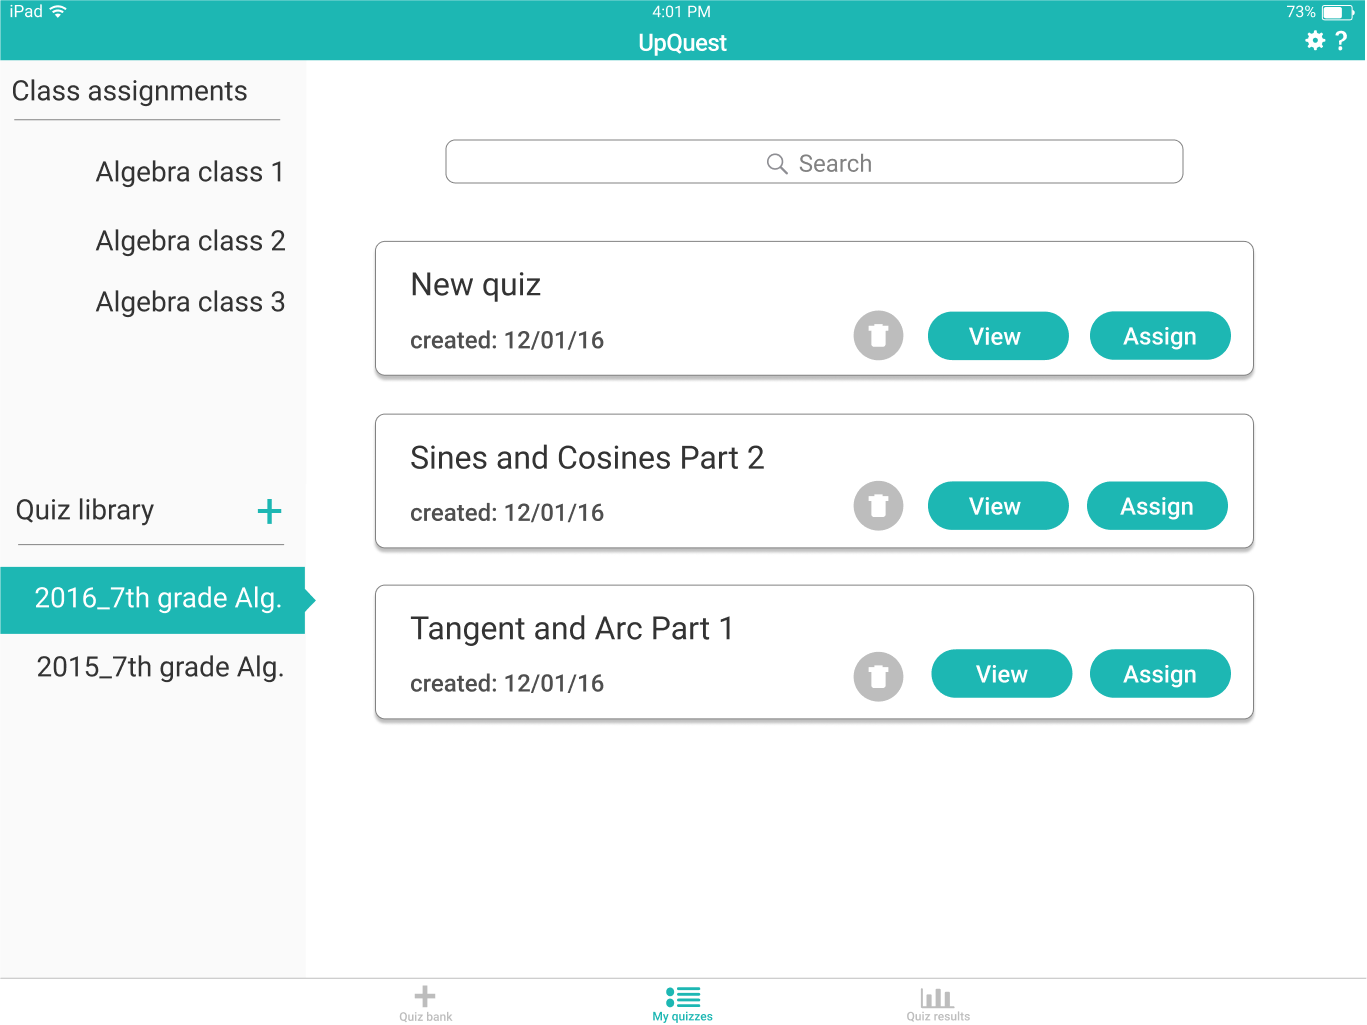 iPad
4:01 PM
73%
UpQuest
?
Class assignments
Algebra class 1
Algebra class 2
Algebra class 3
Quiz library
2016_7th grade Alg.
2015_7th grade Alg.
Search
New quiz
created: 12/01/16
View
Assign
Sines and Cosines Part 2
created: 12/01/16
View
Assign
Tangent and Arc Part 1
created: 12/01/16
View
Assign
Quiz bank
My quizzes
Quiz results